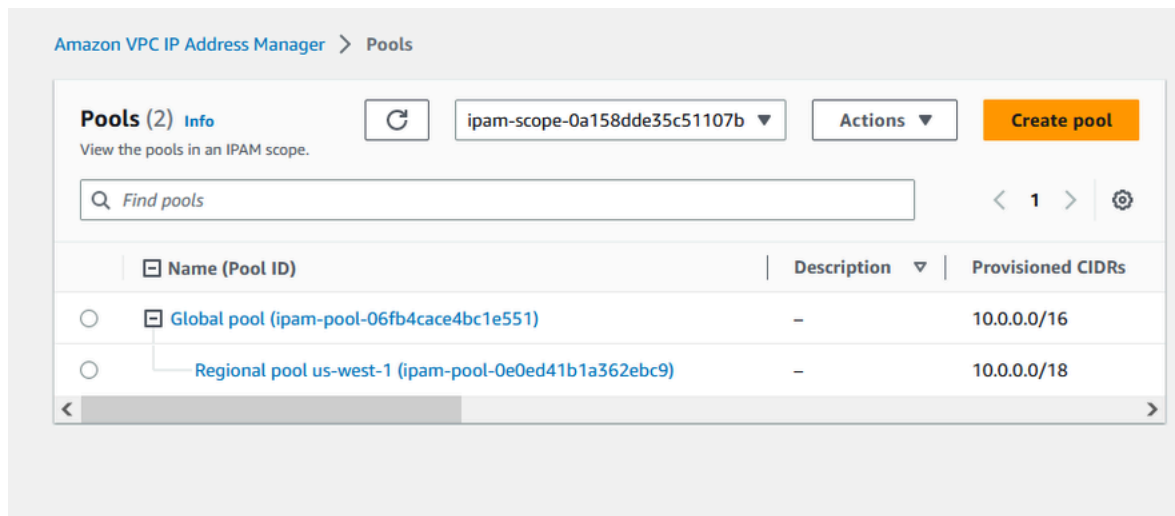 Amazon VPC IP Address Manager > Pools
Pools (2) Info
ipam-scope-0a158dde35c51107b
Actions
Create pool
View the pools in an IPAM scope.
Find pools
1
Name (Pool ID)
Description
Provisioned CIDRs
Global pool (ipam-pool-06fb4cace4bc1e551)
–
10.0.0.0/16
Regional pool us-west-1 (ipam-pool-0e0ed41b1a362ebc9)
–
10.0.0.0/18